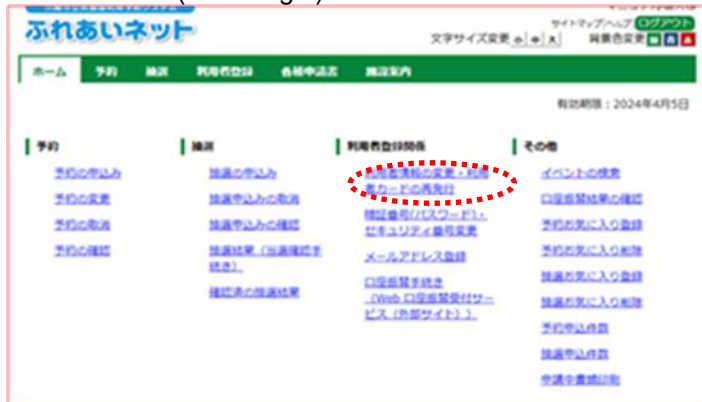 ふれあいネット
サイトマップ/ヘルプ ログアウト
文字サイズ変更 小 中 大 背景色変更
ホーム 予約 抽選 利用者登録 各種申請書 施設案内
有効期限：2024年4月5日
予約 抽選 利用者登録関係 その他
予約の申込み
予約の変更
予約の取消
予約の確認
抽選の申込み
抽選申込みの取消
抽選申込みの確認
抽選結果（当選確認手
続き）
確認済の抽選結果
利用者情報の変更・利用
者カードの再発行
暗証番号(パスワード)・
セキュリティ番号変更
メールアドレス登録
口座振替手続き
（Web 口座振替受付サー
ビス（外部サイト））
イベントの検索
口座振替結果の確認
予約お気に入り登録
予約お気に入り削除
抽選お気に入り登録
抽選お気に入り削除
予約申込件数
抽選申込件数
申請中書類印刷